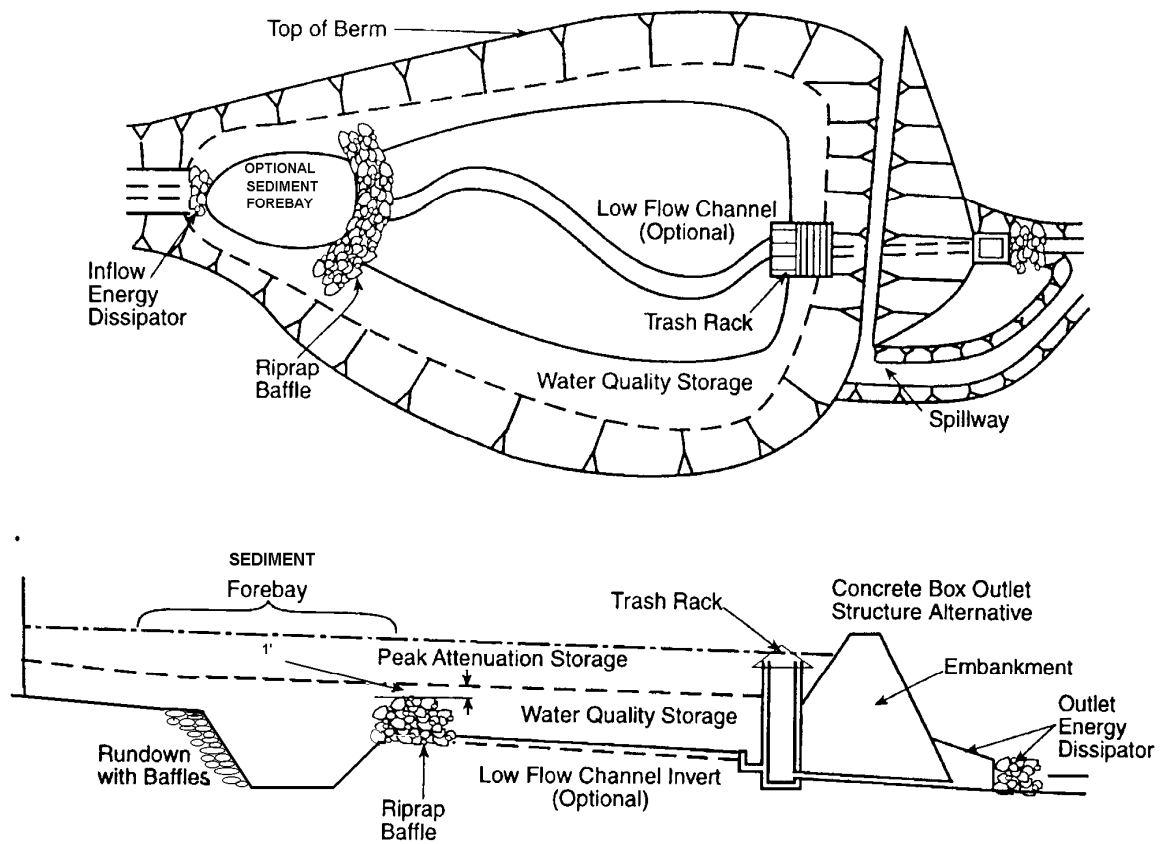 Top of Berm
OPTIONAL
SEDIMENT
FOREBAY
Low Flow Channel
(Optional)
Inflow
Energy
Dissipator
Trash Rack
Riprap
Baffle
Water Quality Storage
Spillway
SEDIMENT
Forebay
Trash Rack
Concrete Box Outlet
Structure Alternative
1'
Peak Attenuation Storage
Embankment
Water Quality Storage
Outlet
Energy
Dissipator
Rundown
with Baffles
Low Flow Channel Invert
(Optional)
Riprap
Baffle